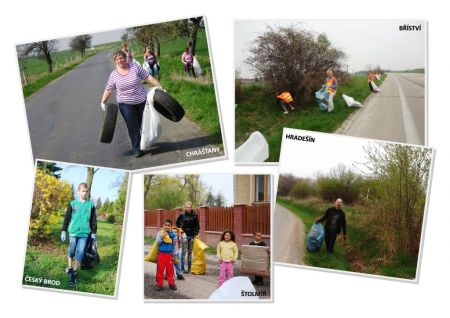 BŘÍSTVÍ
CHRÁŠŤANY
HRADEŠÍN
ČESKÝ BROD
ŠTOLMÍŘ